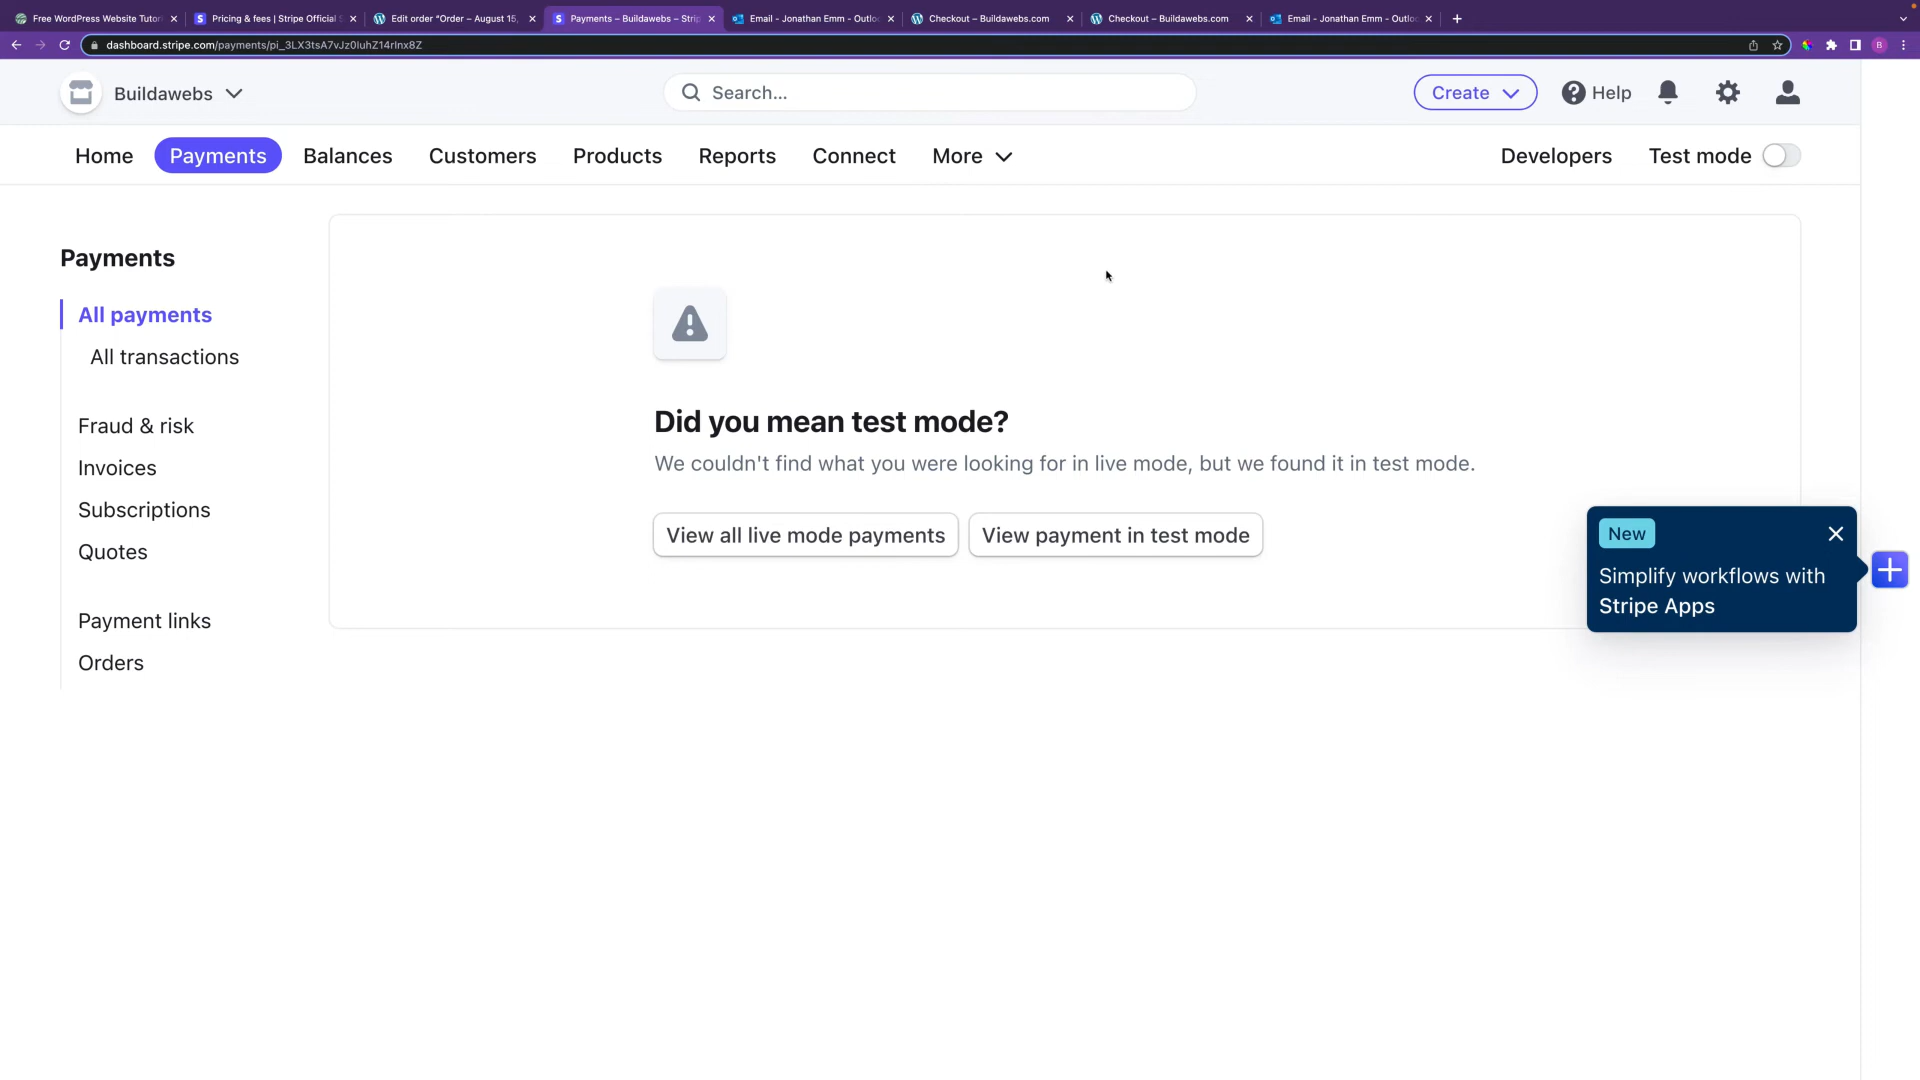 Free WordPress Website Tutori
Pricing & fees | Stripe Official S
Edit order "Order – August 15,
Payments – Buildawebs – Strip
Email - Jonathan Emm - Outloo
Checkout – Buildawebs.com
Checkout – Buildawebs.com
Email - Jonathan Emm - Outloo
dashboard.stripe.com/payments/pi_3LX3tsA7vJz0IuhZ14rInx8Z
B
Buildawebs
Search...
Create
Help
Home
Payments
Balances
Customers
Products
Reports
Connect
More
Developers
Test mode
Payments
All payments
All transactions
Fraud & risk
Invoices
Subscriptions
Quotes
Payment links
Orders
Did you mean test mode?
We couldn't find what you were looking for in live mode, but we found it in test mode.
View all live mode payments
View payment in test mode
New
Simplify workflows with
Stripe Apps